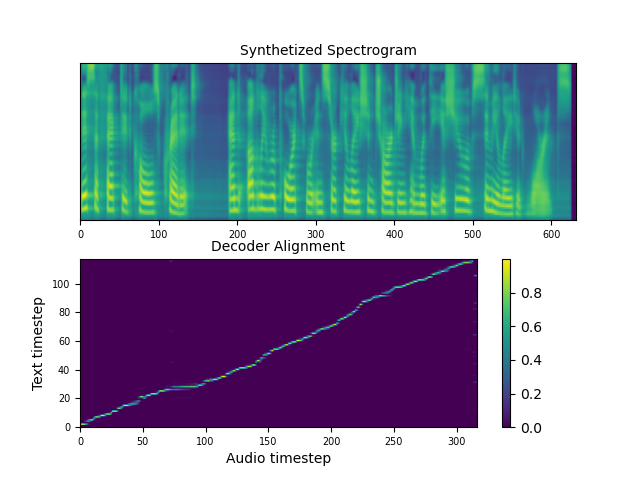 Synthetized Spectrogram
0 100 200 300 400 500 600
Decoder Alignment
Text timestep
100
80
60
40
20
0
0 50 100 150 200 250 300
Audio timestep
0.8
0.6
0.4
0.2
0.0